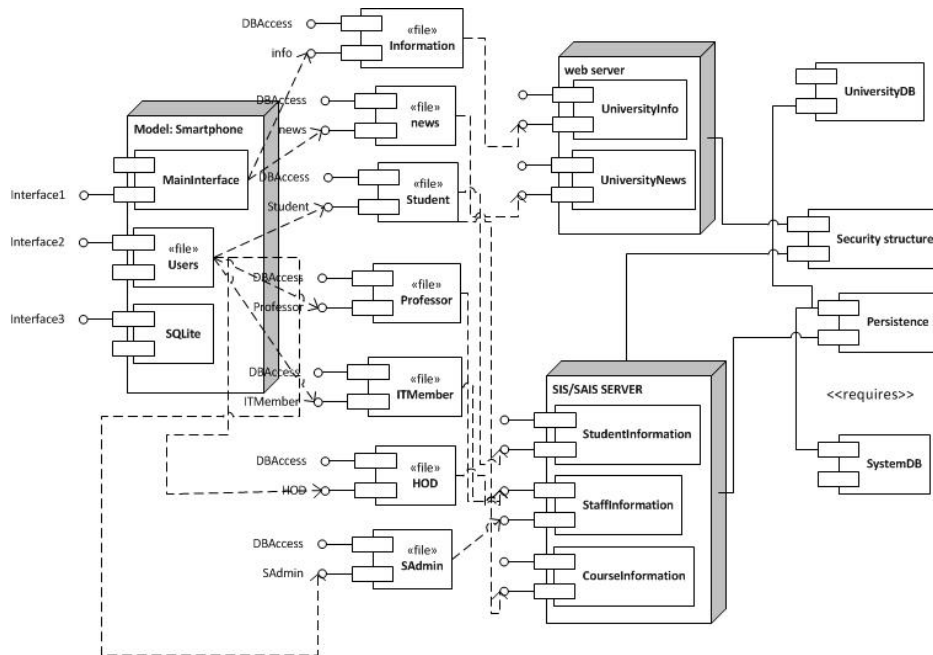 DBAccess
«file»
Information
info
DBAccess
«file»
news
news
DBAccess
«file»
Student
Student
DBAccess
«file»
Professor
Professor
DBAccess
«file»
ITMember
ITMember
DBAccess
«file»
HOD
HOD
DBAccess
«file»
SAdmin
SAdmin
Model: Smartphone
MainInterface
Interface1
Interface2
«file»
Users
Interface3
SQLite
web server
UniversityInfo
UniversityNews
SIS/SAIS SERVER
StudentInformation
StaffInformation
CourseInformation
UniversityDB
Security structure
Persistence
<<requires>>
SystemDB